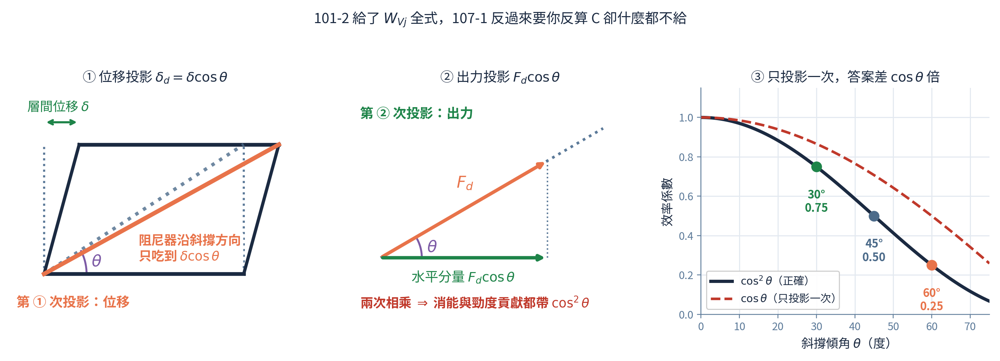 101-2 給了 W_Vj 全式，107-1 反過來要你反算 C 卻什麼都不給
① 位移投影 δ_d = δcos θ
層間位移 δ
θ
阻尼器沿斜撐方向
只吃到 δcos θ
第 ① 次投影：位移
② 出力投影 F_d cos θ
第 ② 次投影：出力
F_d
θ
水平分量 F_d cos θ
兩次相乘 ⇒ 消能與勁度貢獻都帶 cos² θ
③ 只投影一次，答案差 cos θ 倍
效率係數
1.0
0.8
0.6
0.4
0.2
0.0
30°
0.75
45°
0.50
60°
0.25
cos² θ（正確）
cos θ（只投影一次）
0 10 20 30 40 50 60 70
斜撐傾角 θ（度）